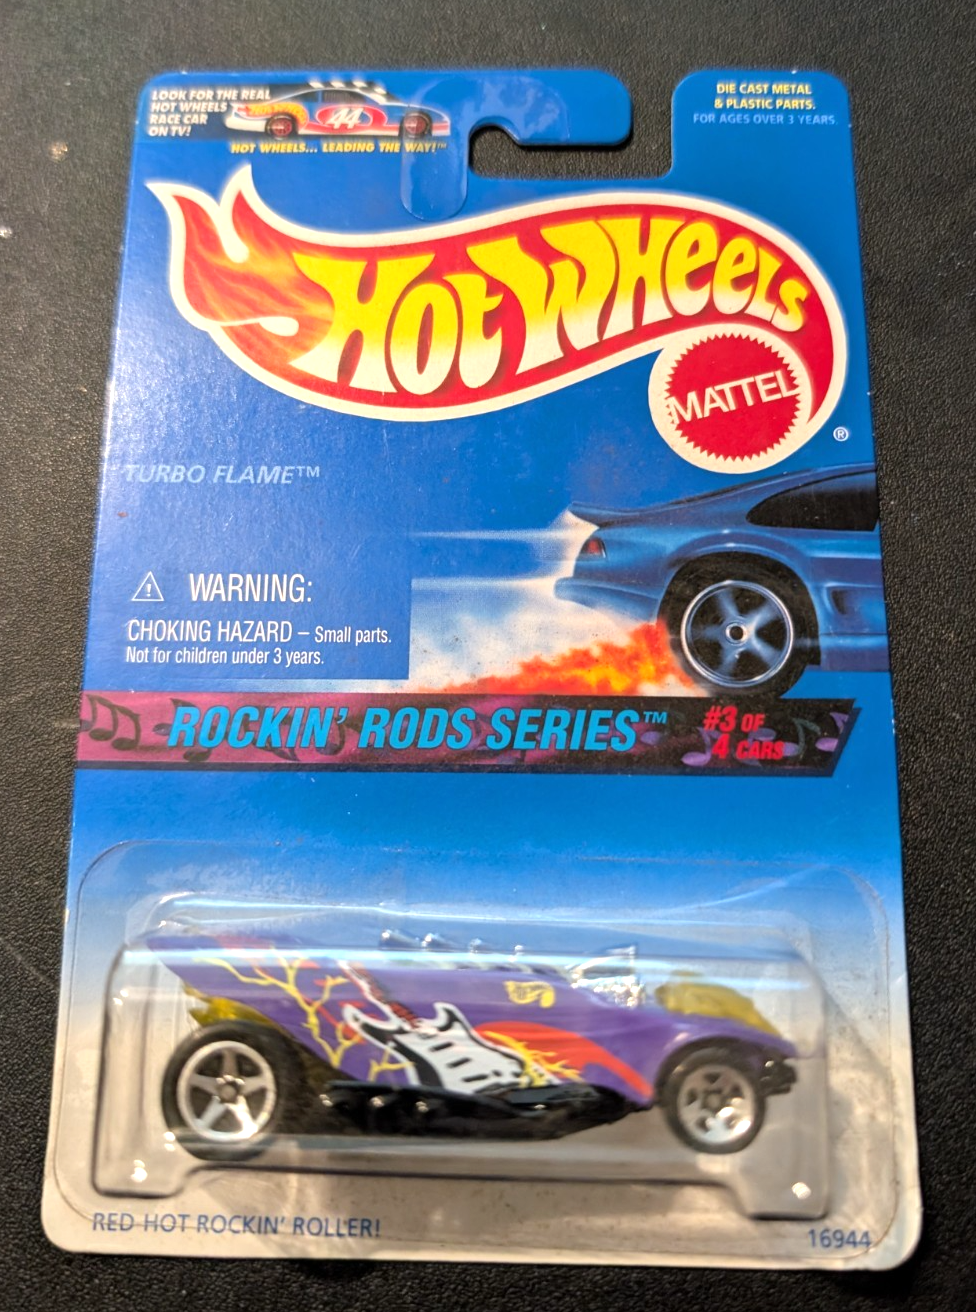 LOOK FOR THE REAL
HOT WHEELS
RACE CAR
ON TV!
44
HOT WHEELS... LEADING THE WAY!™
DIE CAST METAL
& PLASTIC PARTS.
FOR AGES OVER 3 YEARS.
HOT WHEELS
MATTEL
®
TURBO FLAME™
WARNING:
CHOKING HAZARD – Small parts.
Not for children under 3 years.
ROCKIN' RODS SERIES™
#3 OF
4 CARS
RED HOT ROCKIN' ROLLER!
16944